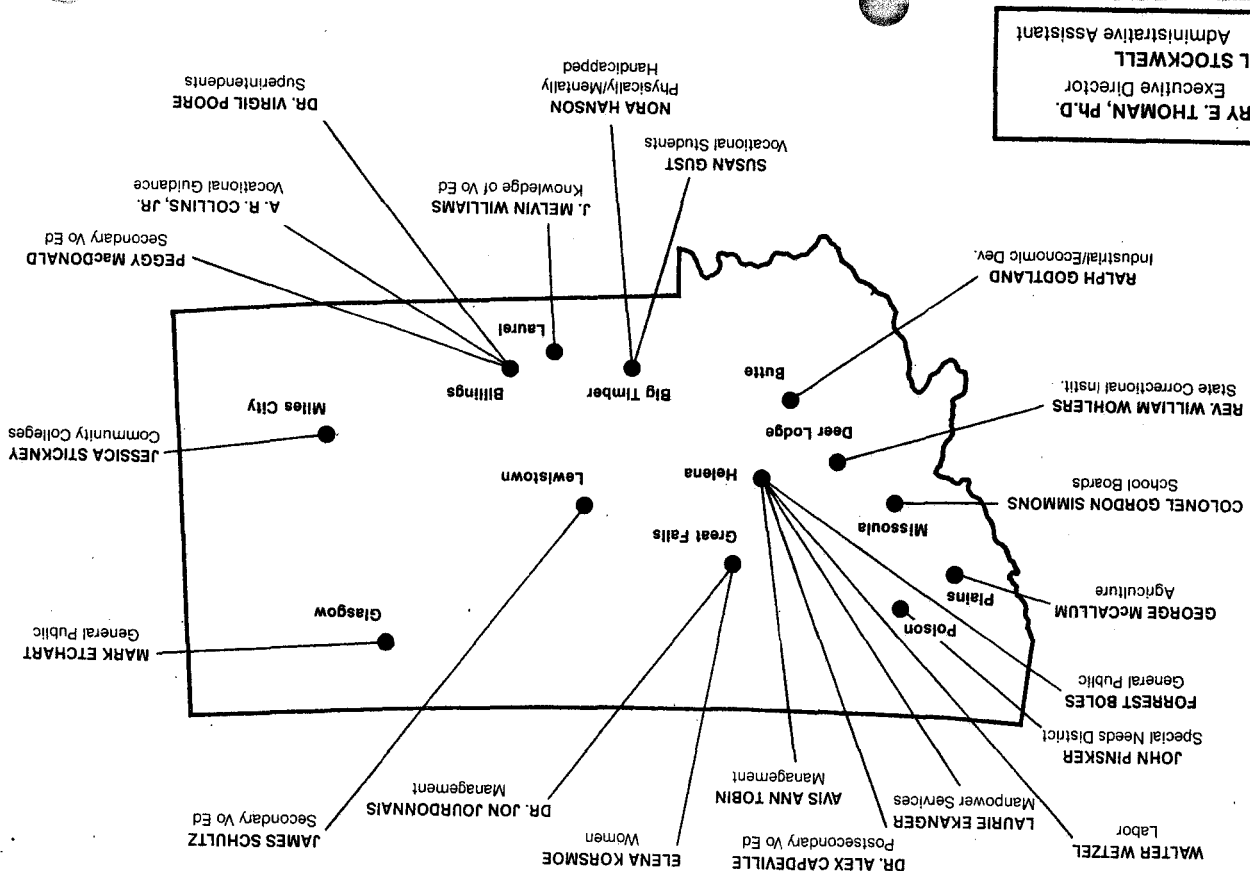 WALTER WETZEL
Labor
DR. ALEX CAPDEVILLE
Postsecondary Vo Ed
ELENA KORSMOE
Women
JAMES SCHULTZ
Secondary Vo Ed
LAURIE EKANGER
Manpower Services
AVIS ANN TOBIN
Management
DR. JON JOURDONNAIS
Management
JOHN PINSKER
Special Needs District
FORREST BOLES
General Public
MARK ETCHART
General Public
Glasgow
Polson
GEORGE McCALLUM
Agriculture
Plains
Great Falls
Missoula
COLONEL GORDON SIMMONS
School Boards
Helena
Lewistown
JESSICA STICKNEY
Community Colleges
Deer Lodge
REV. WILLIAM WOHLERS
State Correctional Instit.
Miles City
Butte
Big Timber
Billings
Laurel
RALPH GODTLAND
Industrial/Economic Dev.
PEGGY MacDONALD
Secondary Vo Ed
J. MELVIN WILLIAMS
Knowledge of Vo Ed
A. R. COLLINS, JR.
Vocational Guidance
SUSAN GUST
Vocational Students
NORA HANSON
Physically/Mentally
Handicapped
DR. VIRGIL POORE
Superintendents
RY E. THOMAN, Ph.D.
Executive Director
L STOCKWELL
Administrative Assistant